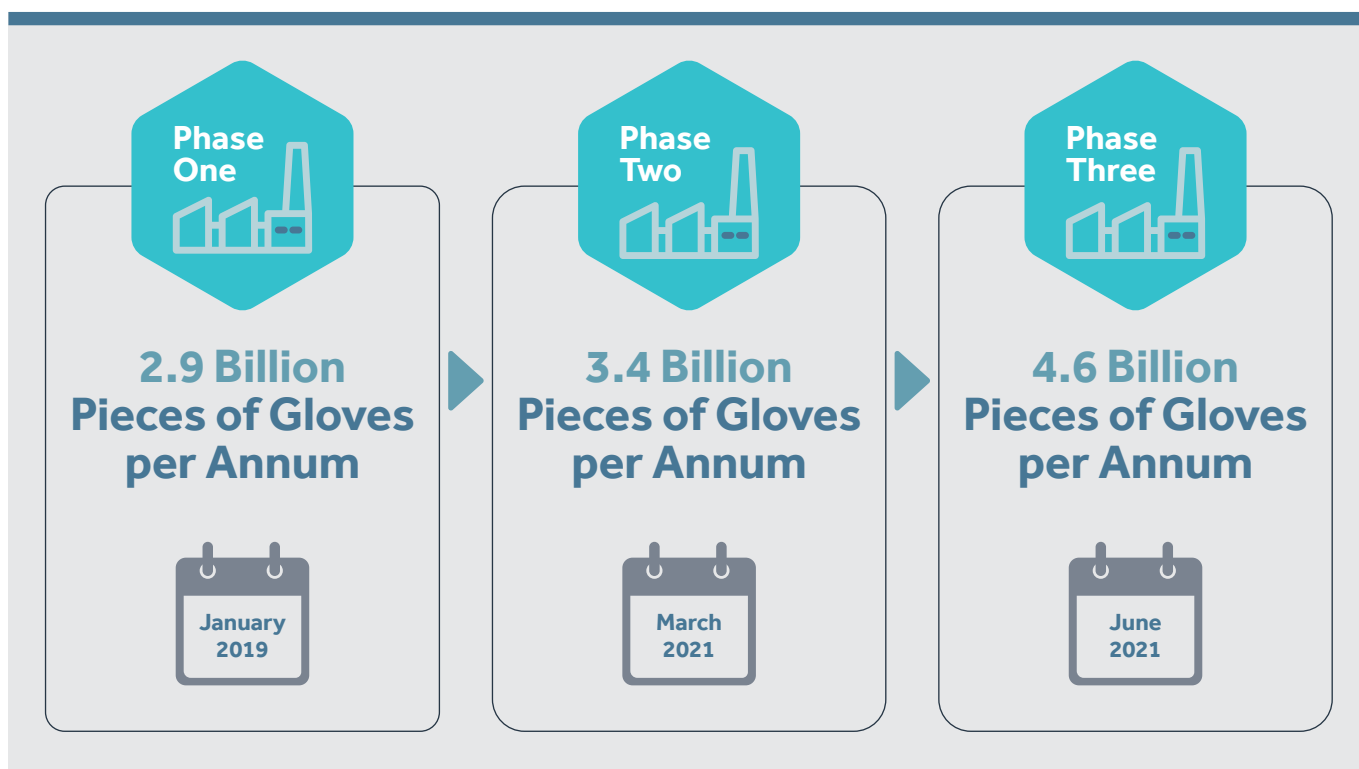 Phase
One
2.9 Billion
Pieces of Gloves
per Annum
January
2019
Phase
Two
3.4 Billion
Pieces of Gloves
per Annum
March
2021
Phase
Three
4.6 Billion
Pieces of Gloves
per Annum
June
2021